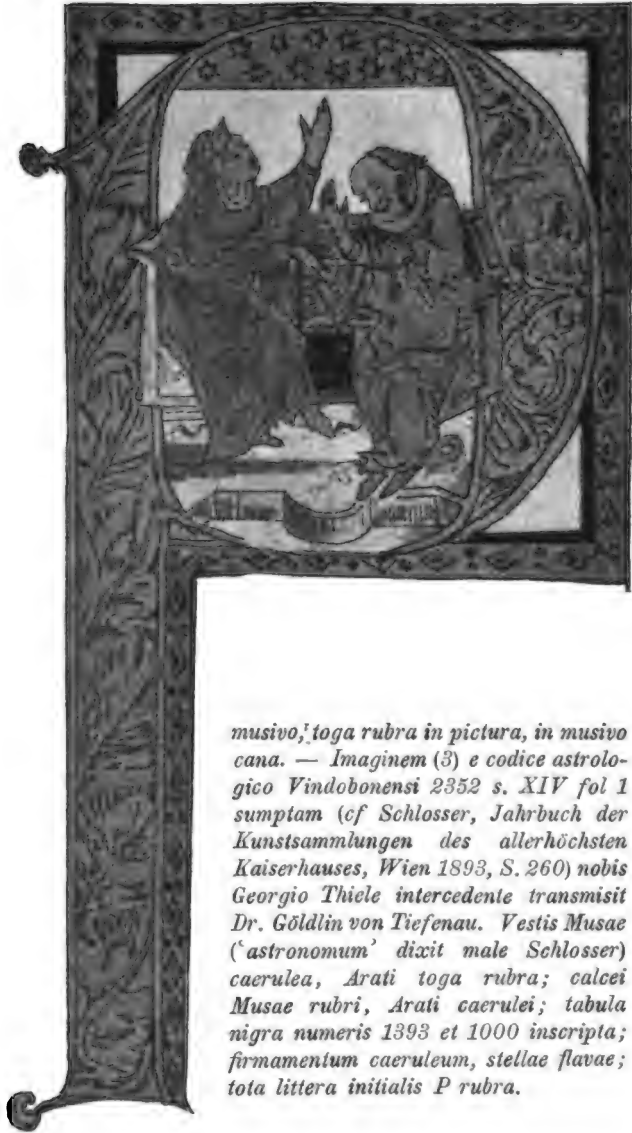 musivo, toga rubra in pictura, in musivo
cana. — Imaginem (3) e codice astrolo-
gico Vindobonensi 2352 s. XIV fol 1
sumptam (cf Schlosser, Jahrbuch der
Kunstsammlungen des allerhöchsten
Kaiserhauses, Wien 1893, S. 260) nobis
Georgio Thiele intercedente transmisit
Dr. Göldlin von Tiefenau. Vestis Musae
(‘astronomum’ dixit male Schlosser)
caerulea, Arati toga rubra; calcei
Musae rubri, Arati caerulei; tabula
nigra numeris 1393 et 1000 inscripta;
firmamentum caeruleum, stellae flavae;
tota littera initialis P rubra.